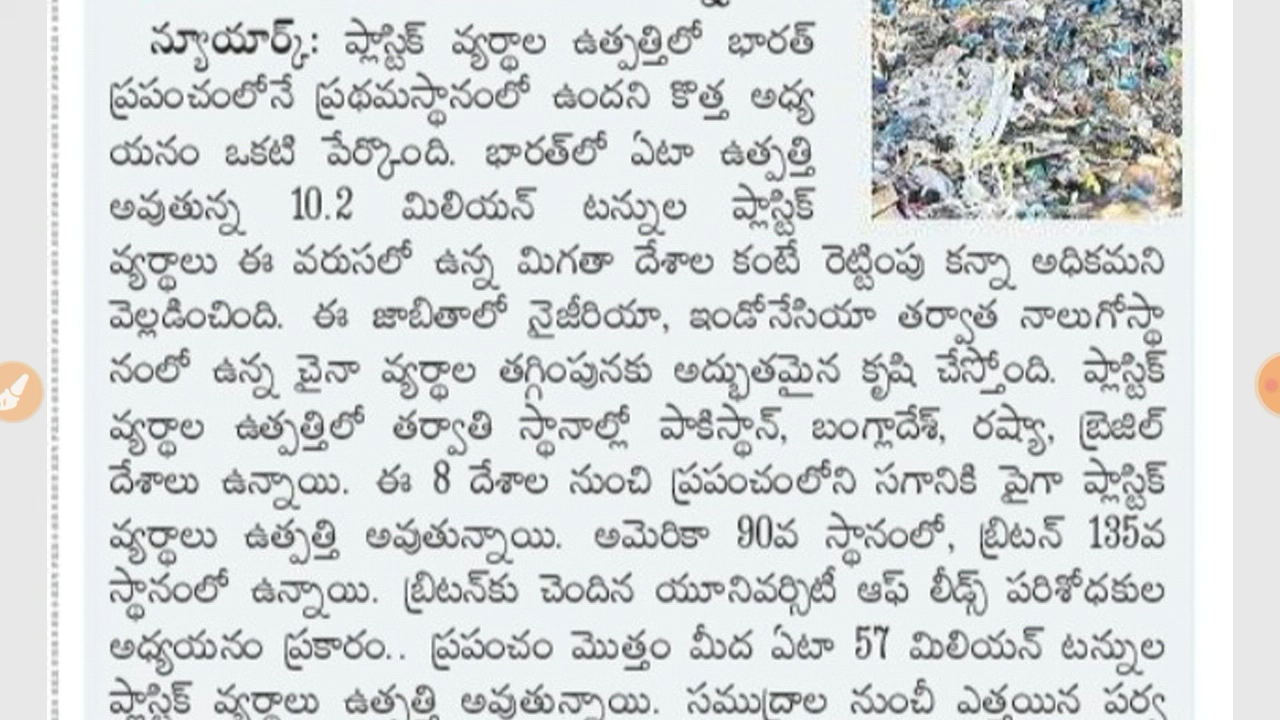 న్యూయార్క్: ప్లాస్టిక్ వ్యర్థాల ఉత్పత్తిలో భారత్
ప్రపంచంలోనే ప్రథమస్థానంలో ఉందని కొత్త అధ్య
యనం ఒకటి పేర్కొంది. భారత్‌లో ఏటా ఉత్పత్తి
అవుతున్న 10.2 మిలియన్ టన్నుల ప్లాస్టిక్
వ్యర్థాలు ఈ వరుసలో ఉన్న మిగతా దేశాల కంటే రెట్టింపు కన్నా అధికమని
వెల్లడించింది. ఈ జాబితాలో నైజీరియా, ఇండోనేసియా తర్వాత నాలుగోస్థా
నంలో ఉన్న చైనా వ్యర్థాల తగ్గింపునకు అద్భుతమైన కృషి చేస్తోంది. ప్లాస్టిక్
వ్యర్థాల ఉత్పత్తిలో తర్వాతి స్థానాల్లో పాకిస్థాన్, బంగ్లాదేశ్, రష్యా, బ్రెజిల్
దేశాలు ఉన్నాయి. ఈ 8 దేశాల నుంచి ప్రపంచంలోని సగానికి పైగా ప్లాస్టిక్
వ్యర్థాలు ఉత్పత్తి అవుతున్నాయి. అమెరికా 90వ స్థానంలో, బ్రిటన్ 135వ
స్థానంలో ఉన్నాయి. బ్రిటన్‌కు చెందిన యూనివర్సిటీ ఆఫ్ లీడ్స్ పరిశోధకుల
అధ్యయనం ప్రకారం.. ప్రపంచం మొత్తం మీద ఏటా 57 మిలియన్ టన్నుల
ప్లాస్టిక్ వ్యర్థాలు ఉత్పత్తి అవుతున్నాయి. సముద్రాల నుంచీ ఎత్తయిన పర్వ